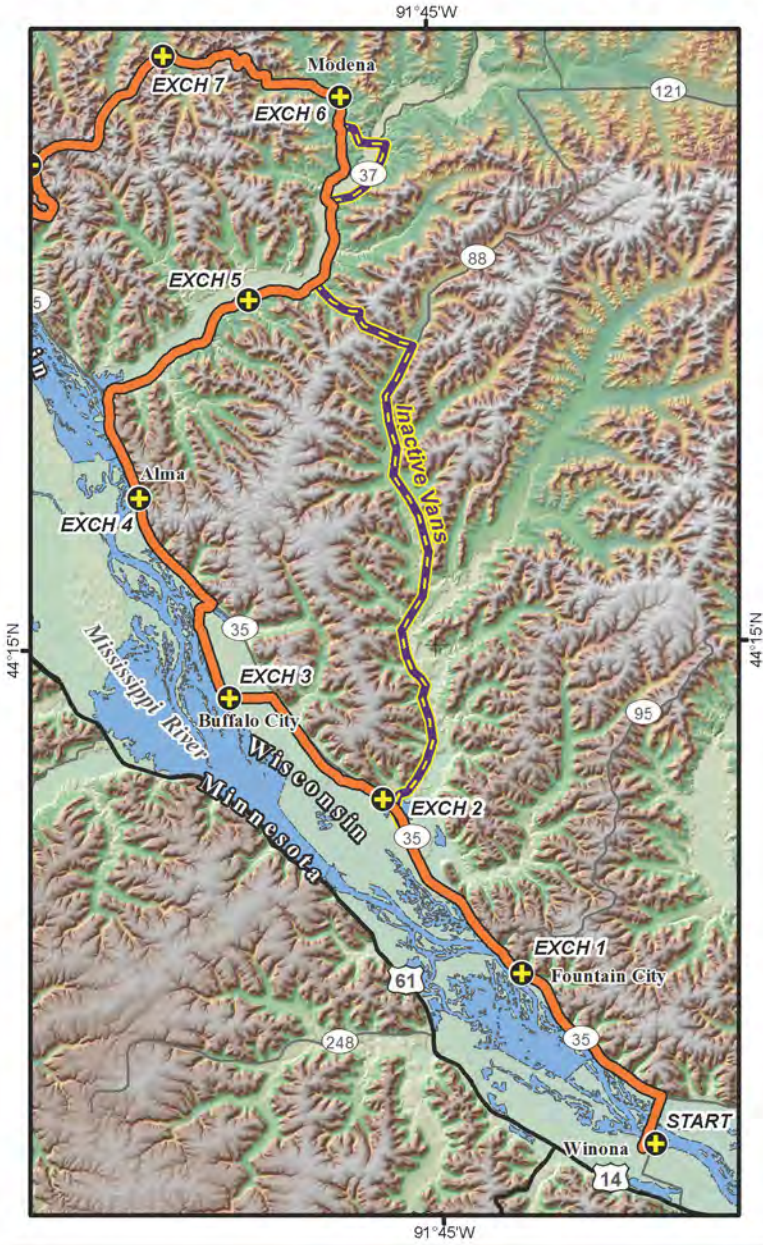 91°45'W
EXCH 7
Modena
EXCH 6
121
37
88
EXCH 5
5
in
Inactive Vans
Alma
EXCH 4
35
44°15'N
44°15'N
EXCH 3
Mississippi River
Buffalo City
95
Wisconsin
Minnesota
EXCH 2
35
EXCH 1
Fountain City
61
248
35
START
Winona
14
91°45'W